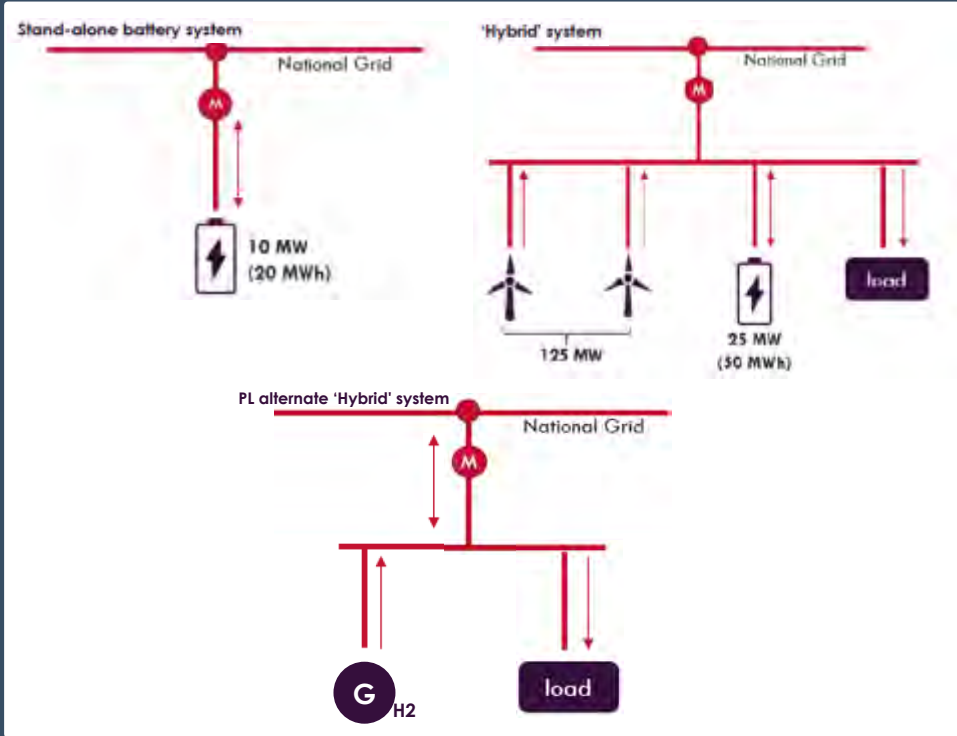 Stand-alone battery system
National Grid
M
10 MW
(20 MWh)
'Hybrid' system
National Grid
M
125 MW
25 MW
(50 MWh)
load
PL alternate 'Hybrid' system
National Grid
M
G
H2
load